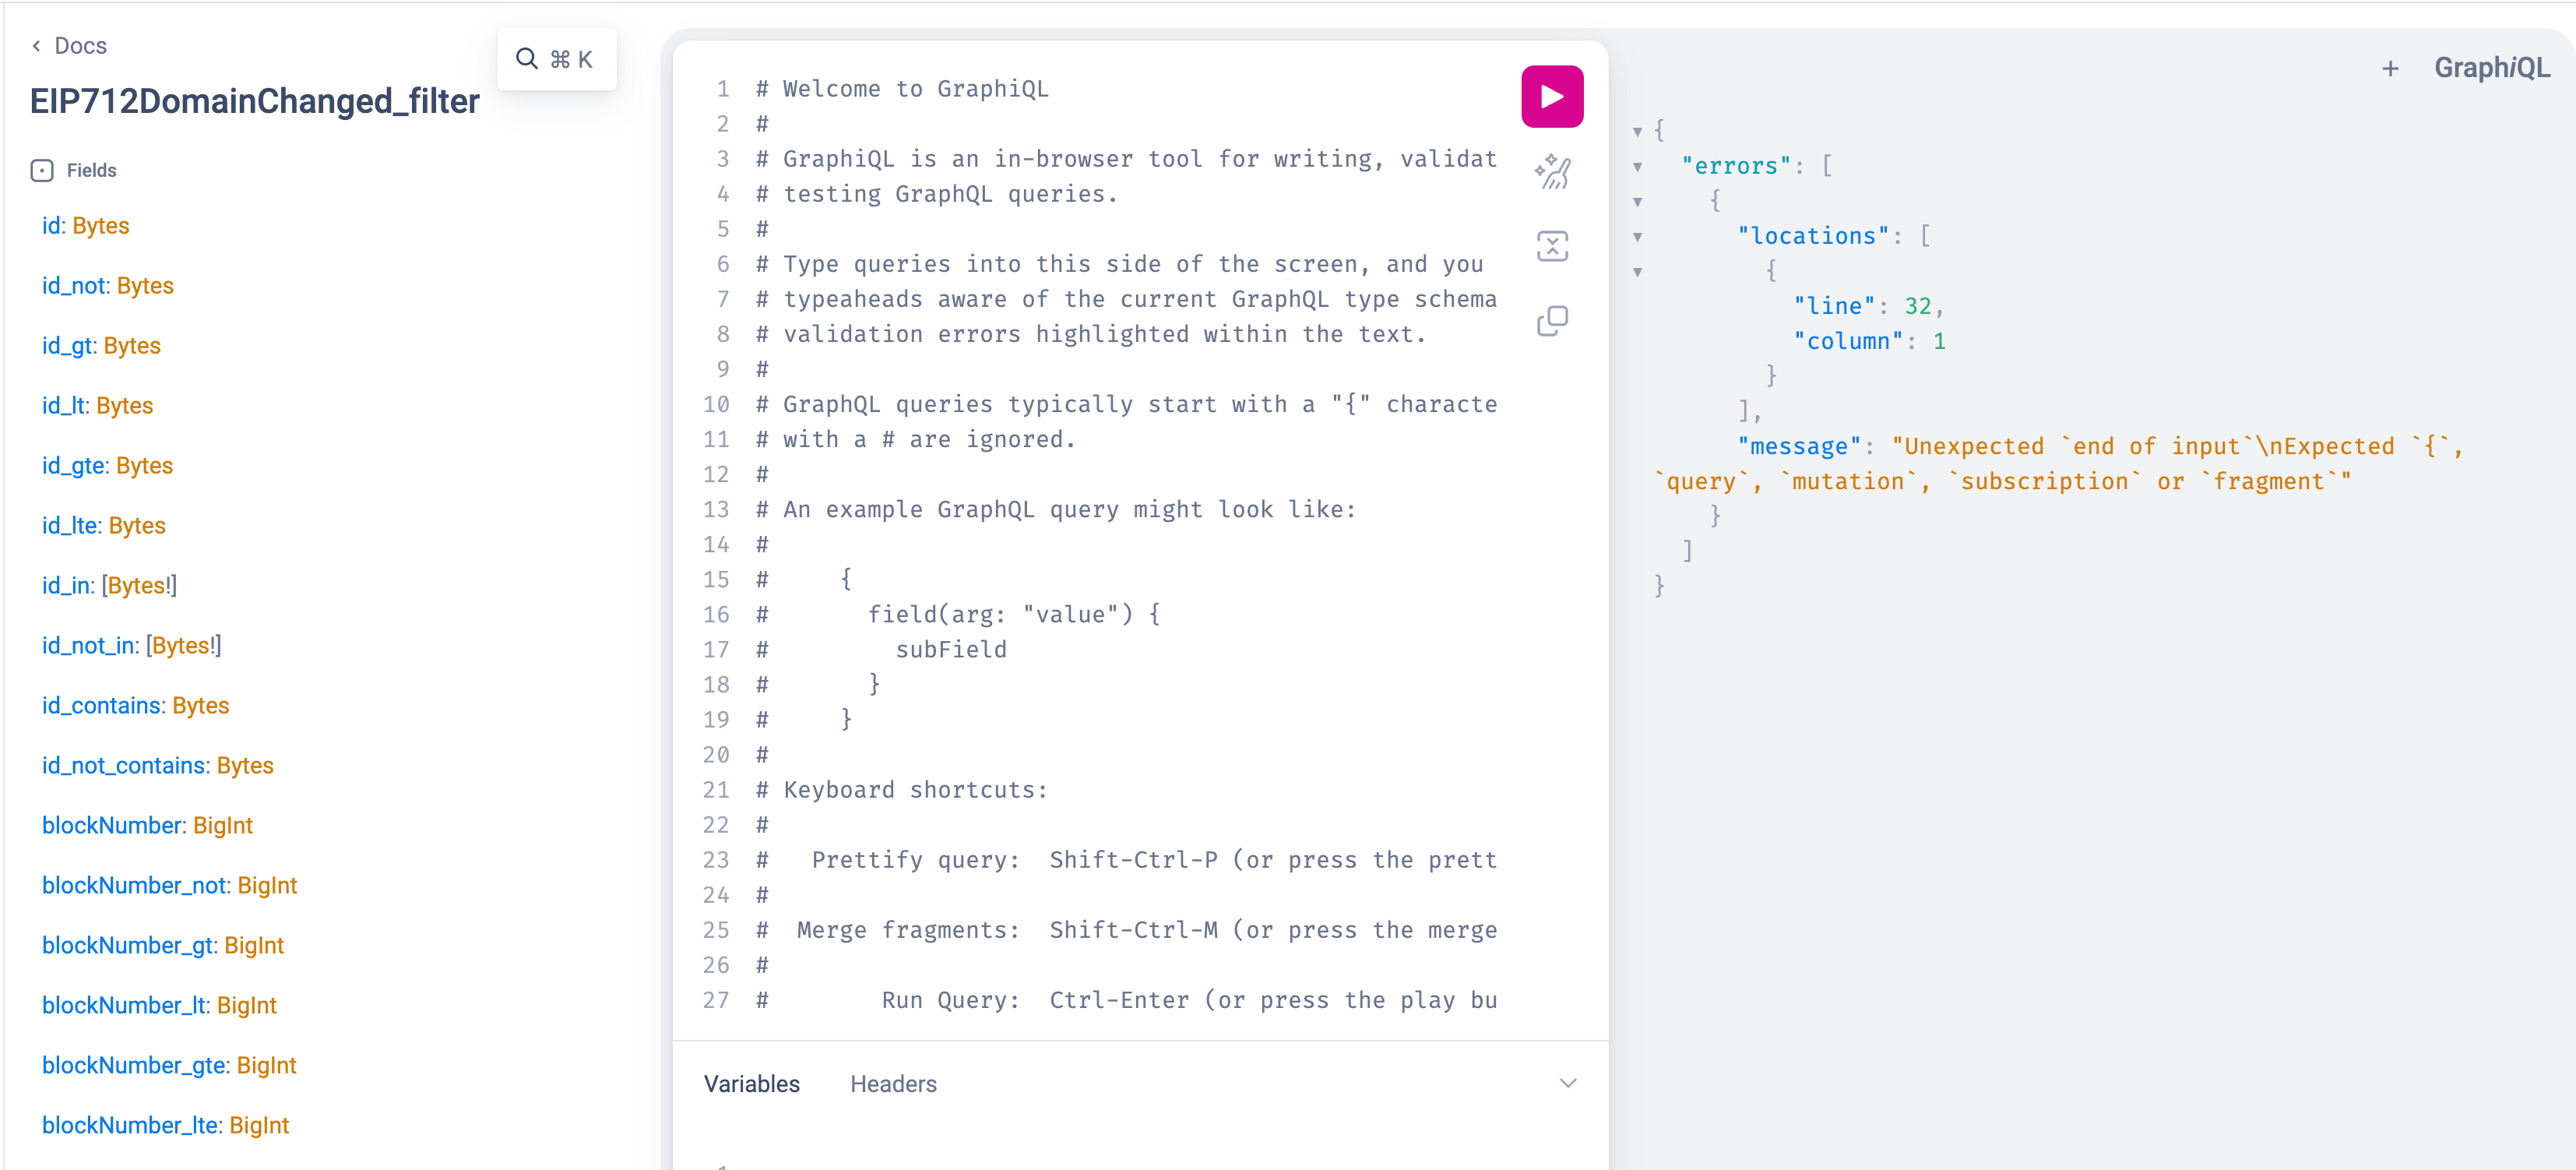 Docs
⌘ K
EIP712DomainChanged_filter
Fields
id: Bytes
id_not: Bytes
id_gt: Bytes
id_lt: Bytes
id_gte: Bytes
id_lte: Bytes
id_in: [Bytes!]
id_not_in: [Bytes!]
id_contains: Bytes
id_not_contains: Bytes
blockNumber: BigInt
blockNumber_not: BigInt
blockNumber_gt: BigInt
blockNumber_lt: BigInt
blockNumber_gte: BigInt
blockNumber_lte: BigInt
1 # Welcome to GraphiQL
2 #
3 # GraphiQL is an in-browser tool for writing, validat
4 # testing GraphQL queries.
5 #
6 # Type queries into this side of the screen, and you
7 # typeaheads aware of the current GraphQL type schema
8 # validation errors highlighted within the text.
9 #
10 # GraphQL queries typically start with a "{" characte
11 # with a # are ignored.
12 #
13 # An example GraphQL query might look like:
14 #
15 #     {
16 #       field(arg: "value") {
17 #         subField
18 #       }
19 #     }
20 #
21 # Keyboard shortcuts:
22 #
23 #   Prettify query:  Shift-Ctrl-P (or press the prett
24 #
25 #  Merge fragments:  Shift-Ctrl-M (or press the merge
26 #
27 #        Run Query:  Ctrl-Enter (or press the play bu
Variables Headers
+ GraphiQL
{
"errors": [
{
"locations": [
{
"line": 32,
"column": 1
}
],
"message": "Unexpected `end of input`\nExpected `{`,
`query`, `mutation`, `subscription` or `fragment`"
}
]
}